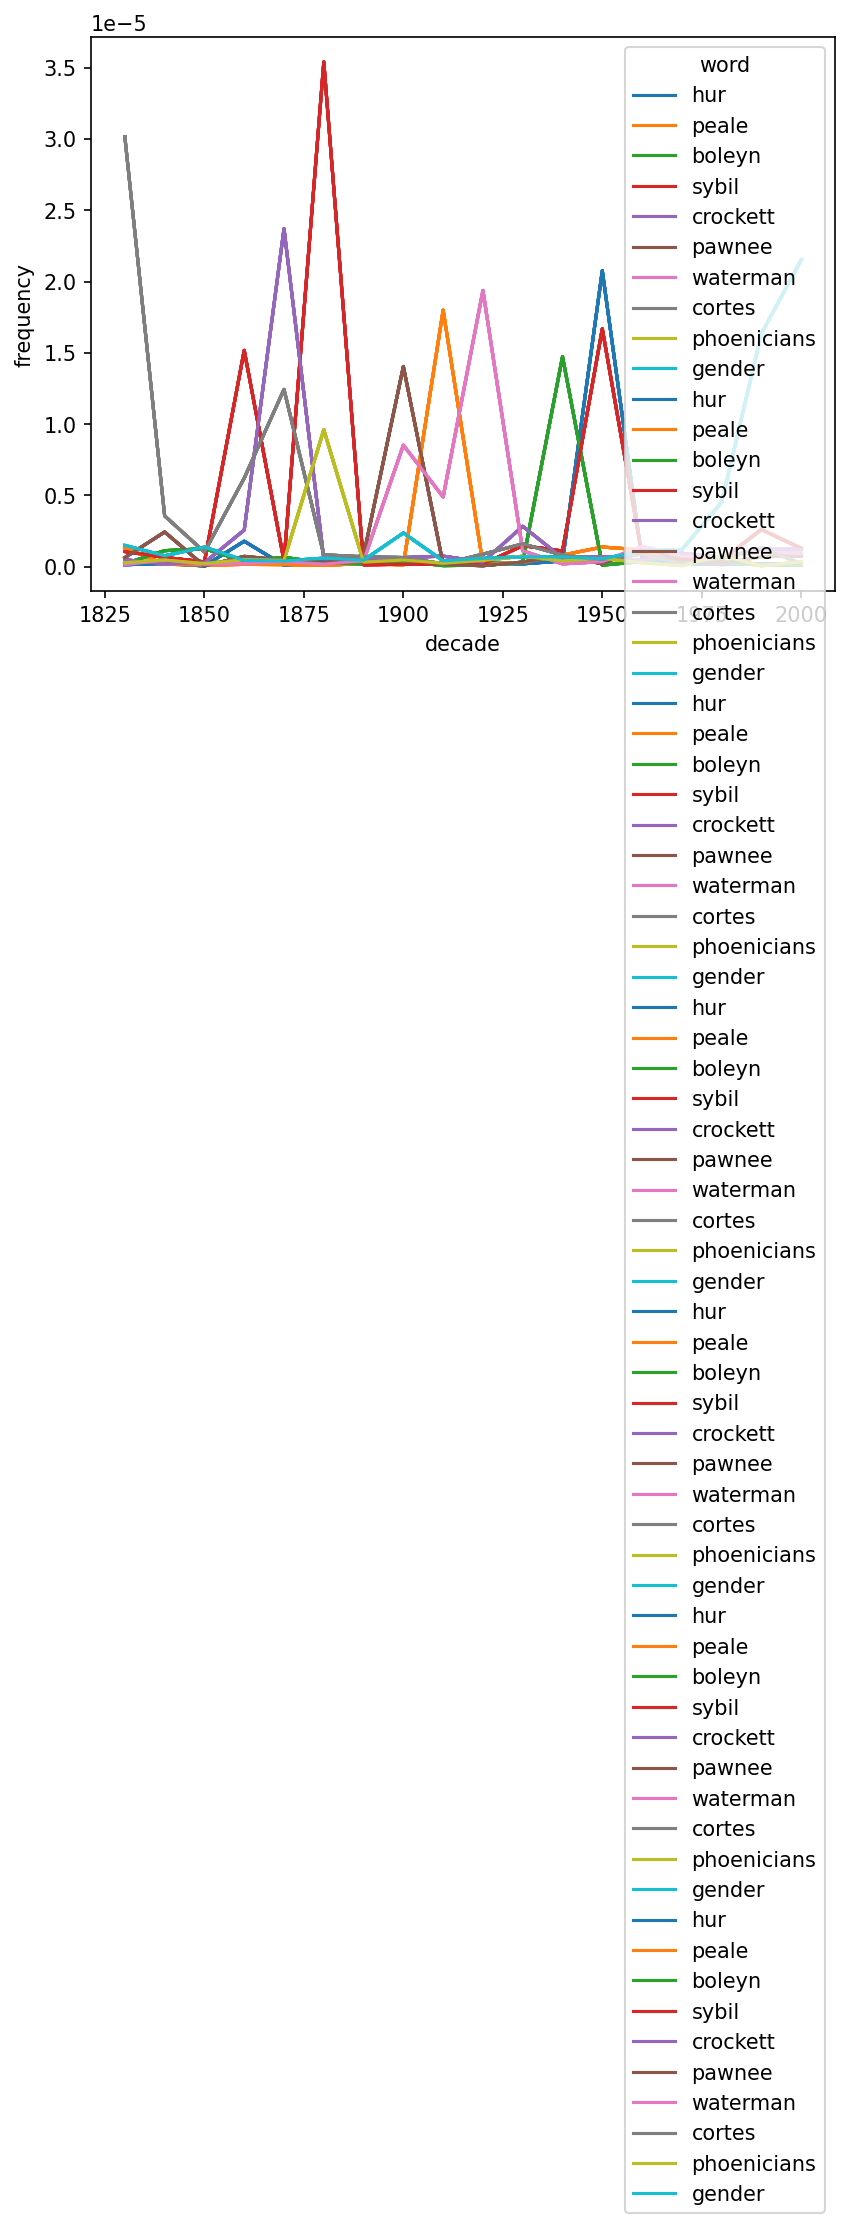 1e−5
3.5
3.0
2.5
2.0
1.5
1.0
0.5
0.0
frequency
1825 1850 1875 1900 1925 1950 1975 2000
decade
word
hur
peale
boleyn
sybil
crockett
pawnee
waterman
cortes
phoenicians
gender
hur
peale
boleyn
sybil
crockett
pawnee
waterman
cortes
phoenicians
gender
hur
peale
boleyn
sybil
crockett
pawnee
waterman
cortes
phoenicians
gender
hur
peale
boleyn
sybil
crockett
pawnee
waterman
cortes
phoenicians
gender
hur
peale
boleyn
sybil
crockett
pawnee
waterman
cortes
phoenicians
gender
hur
peale
boleyn
sybil
crockett
pawnee
waterman
cortes
phoenicians
gender
hur
peale
boleyn
sybil
crockett
pawnee
waterman
cortes
phoenicians
gender